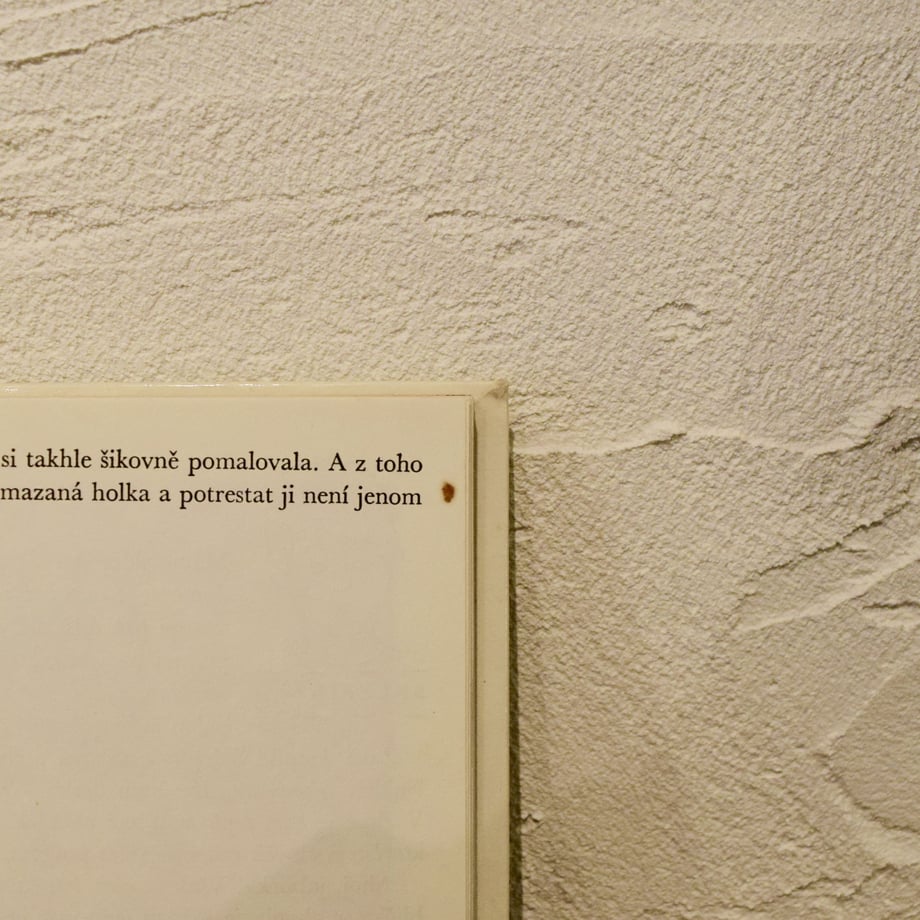 si takhle šikovně pomalovala. A z toho
mazaná holka a potrestat ji není jenom